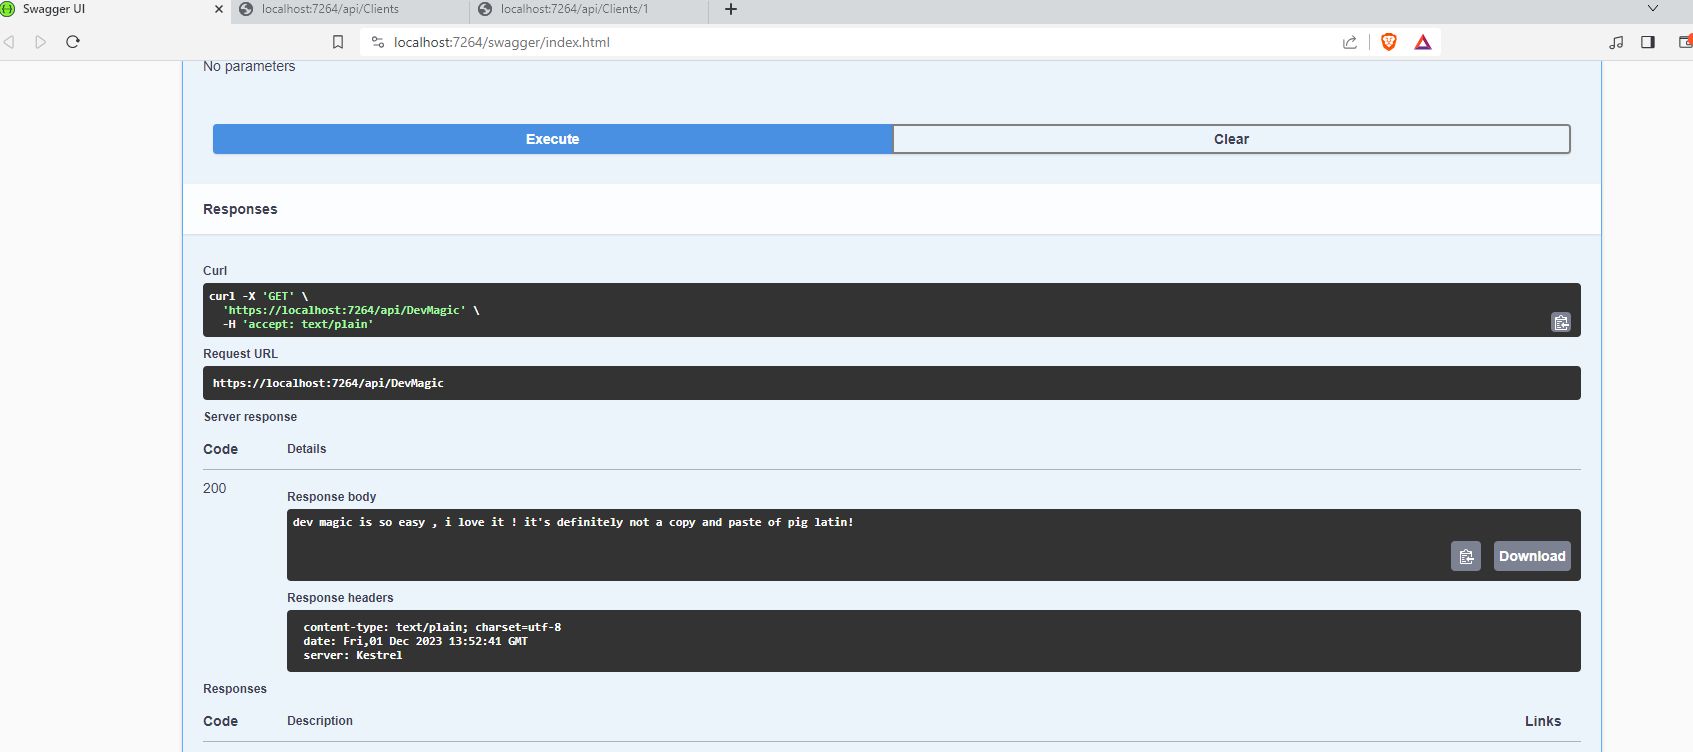 Swagger UI
localhost:7264/api/Clients
localhost:7264/api/Clients/1
localhost:7264/swagger/index.html
No parameters
Execute
Clear
Responses
Curl
curl -X 'GET' \
'https://localhost:7264/api/DevMagic' \
-H 'accept: text/plain'
Request URL
https://localhost:7264/api/DevMagic
Server response
Code Details
200
Response body
dev magic is so easy , i love it ! it's definitely not a copy and paste of pig latin!
Download
Response headers
content-type: text/plain; charset=utf-8
date: Fri,01 Dec 2023 13:52:41 GMT
server: Kestrel
Responses
Code Description Links